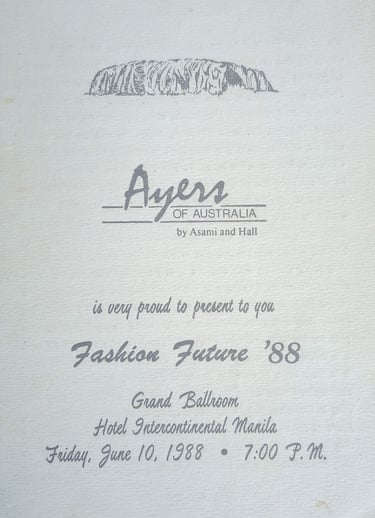 Ayers
OF AUSTRALIA
by Asami and Hall
is very proud to present to you
Fashion Future '88
Grand Ballroom
Hotel Intercontinental Manila
Friday, June 10, 1988 • 7:00 P.M.